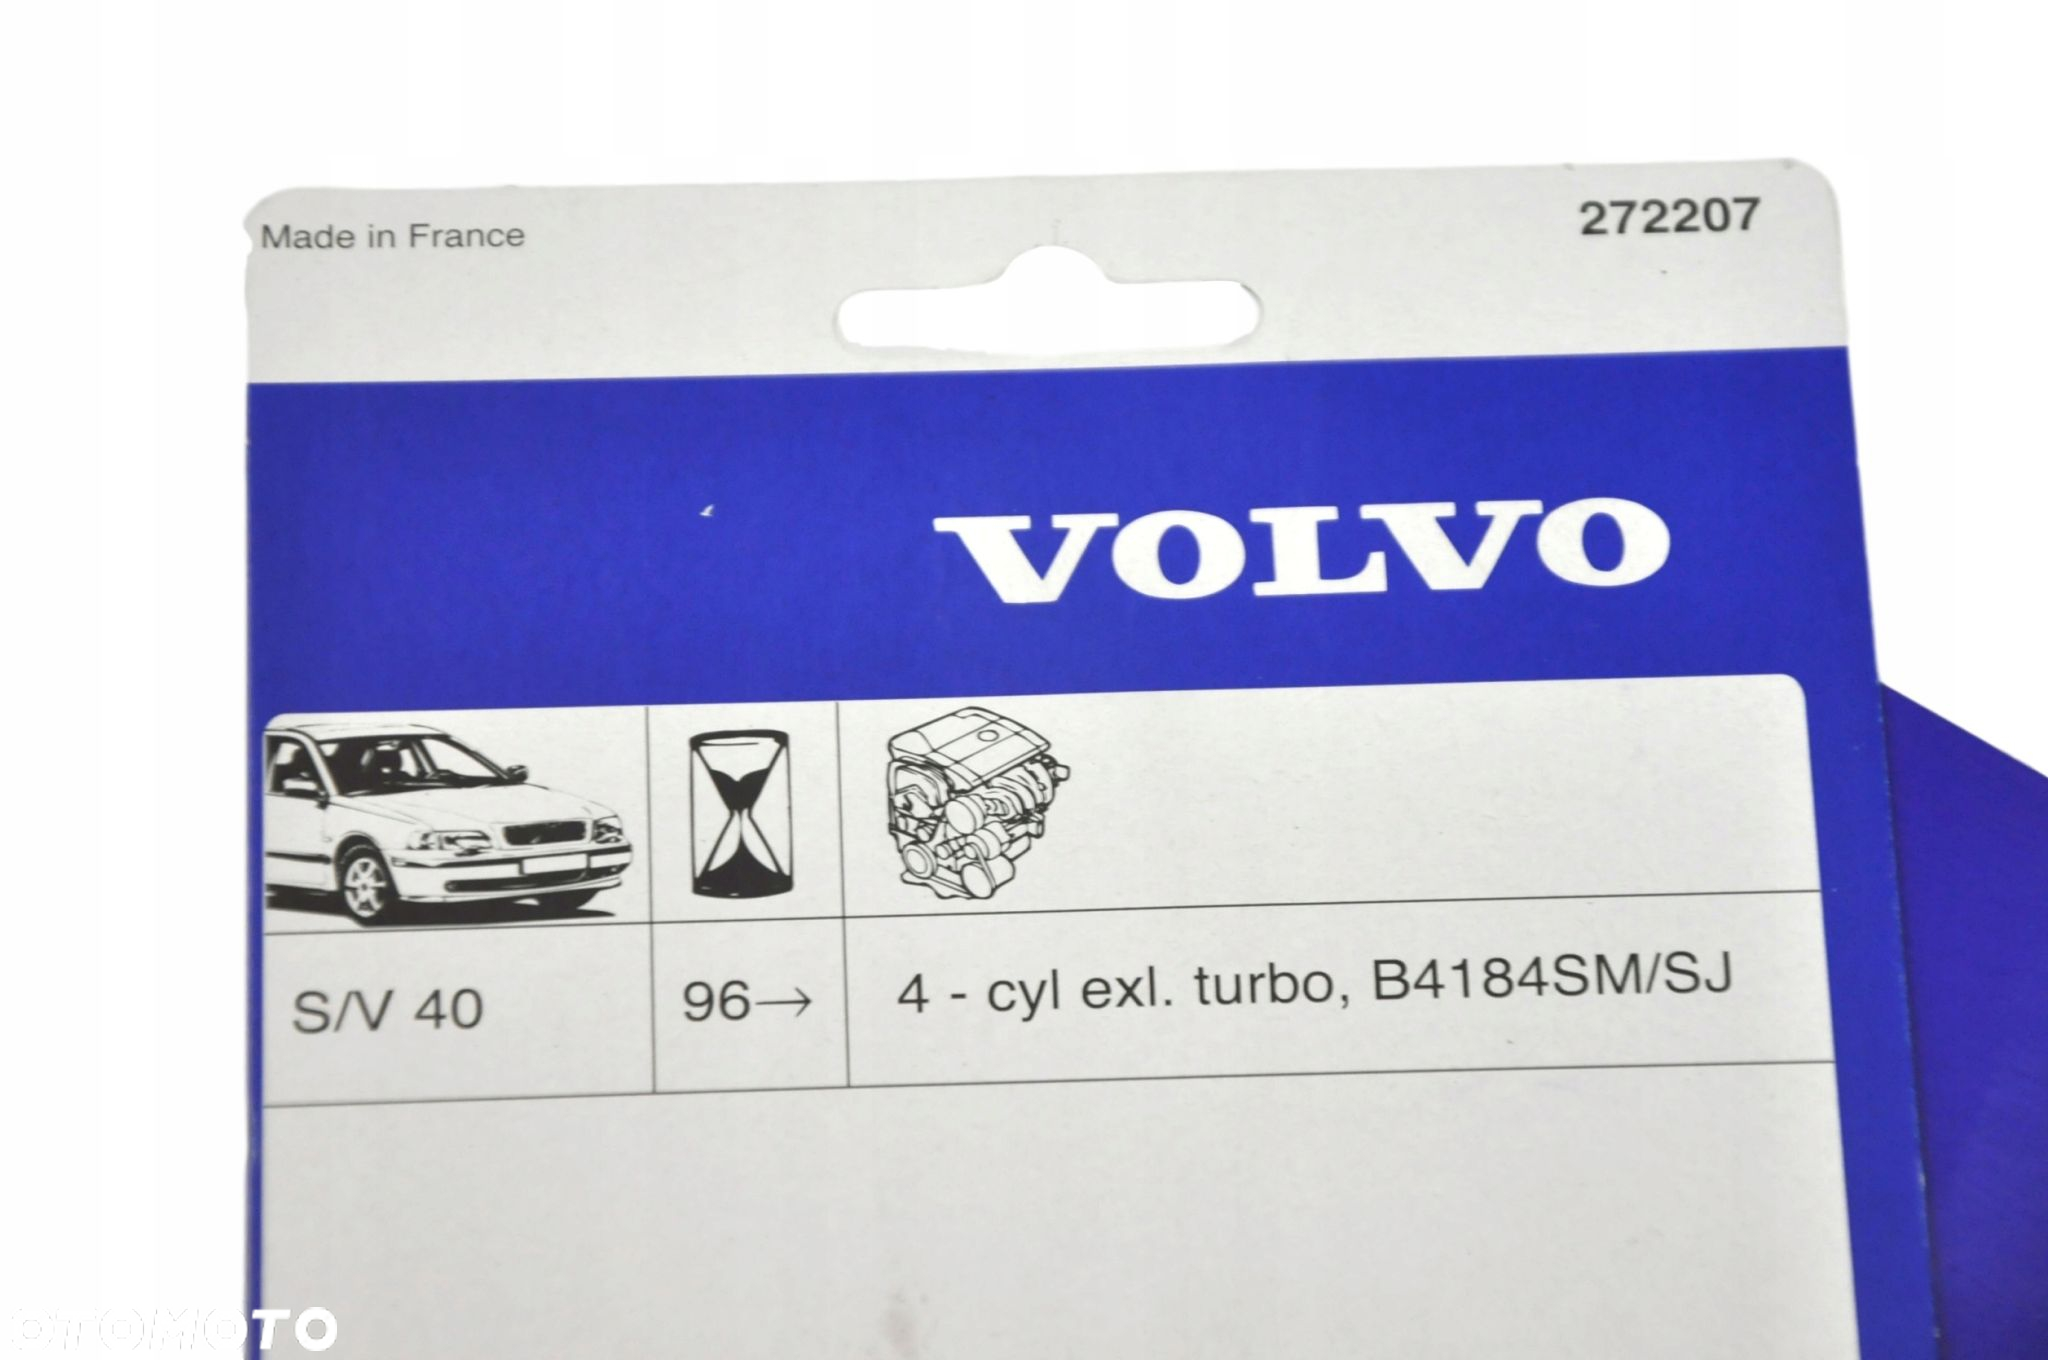 Made in France
272207
VOLVO
S/V 40
96→
4 - cyl exl. turbo, B4184SM/SJ
OTOMOTO